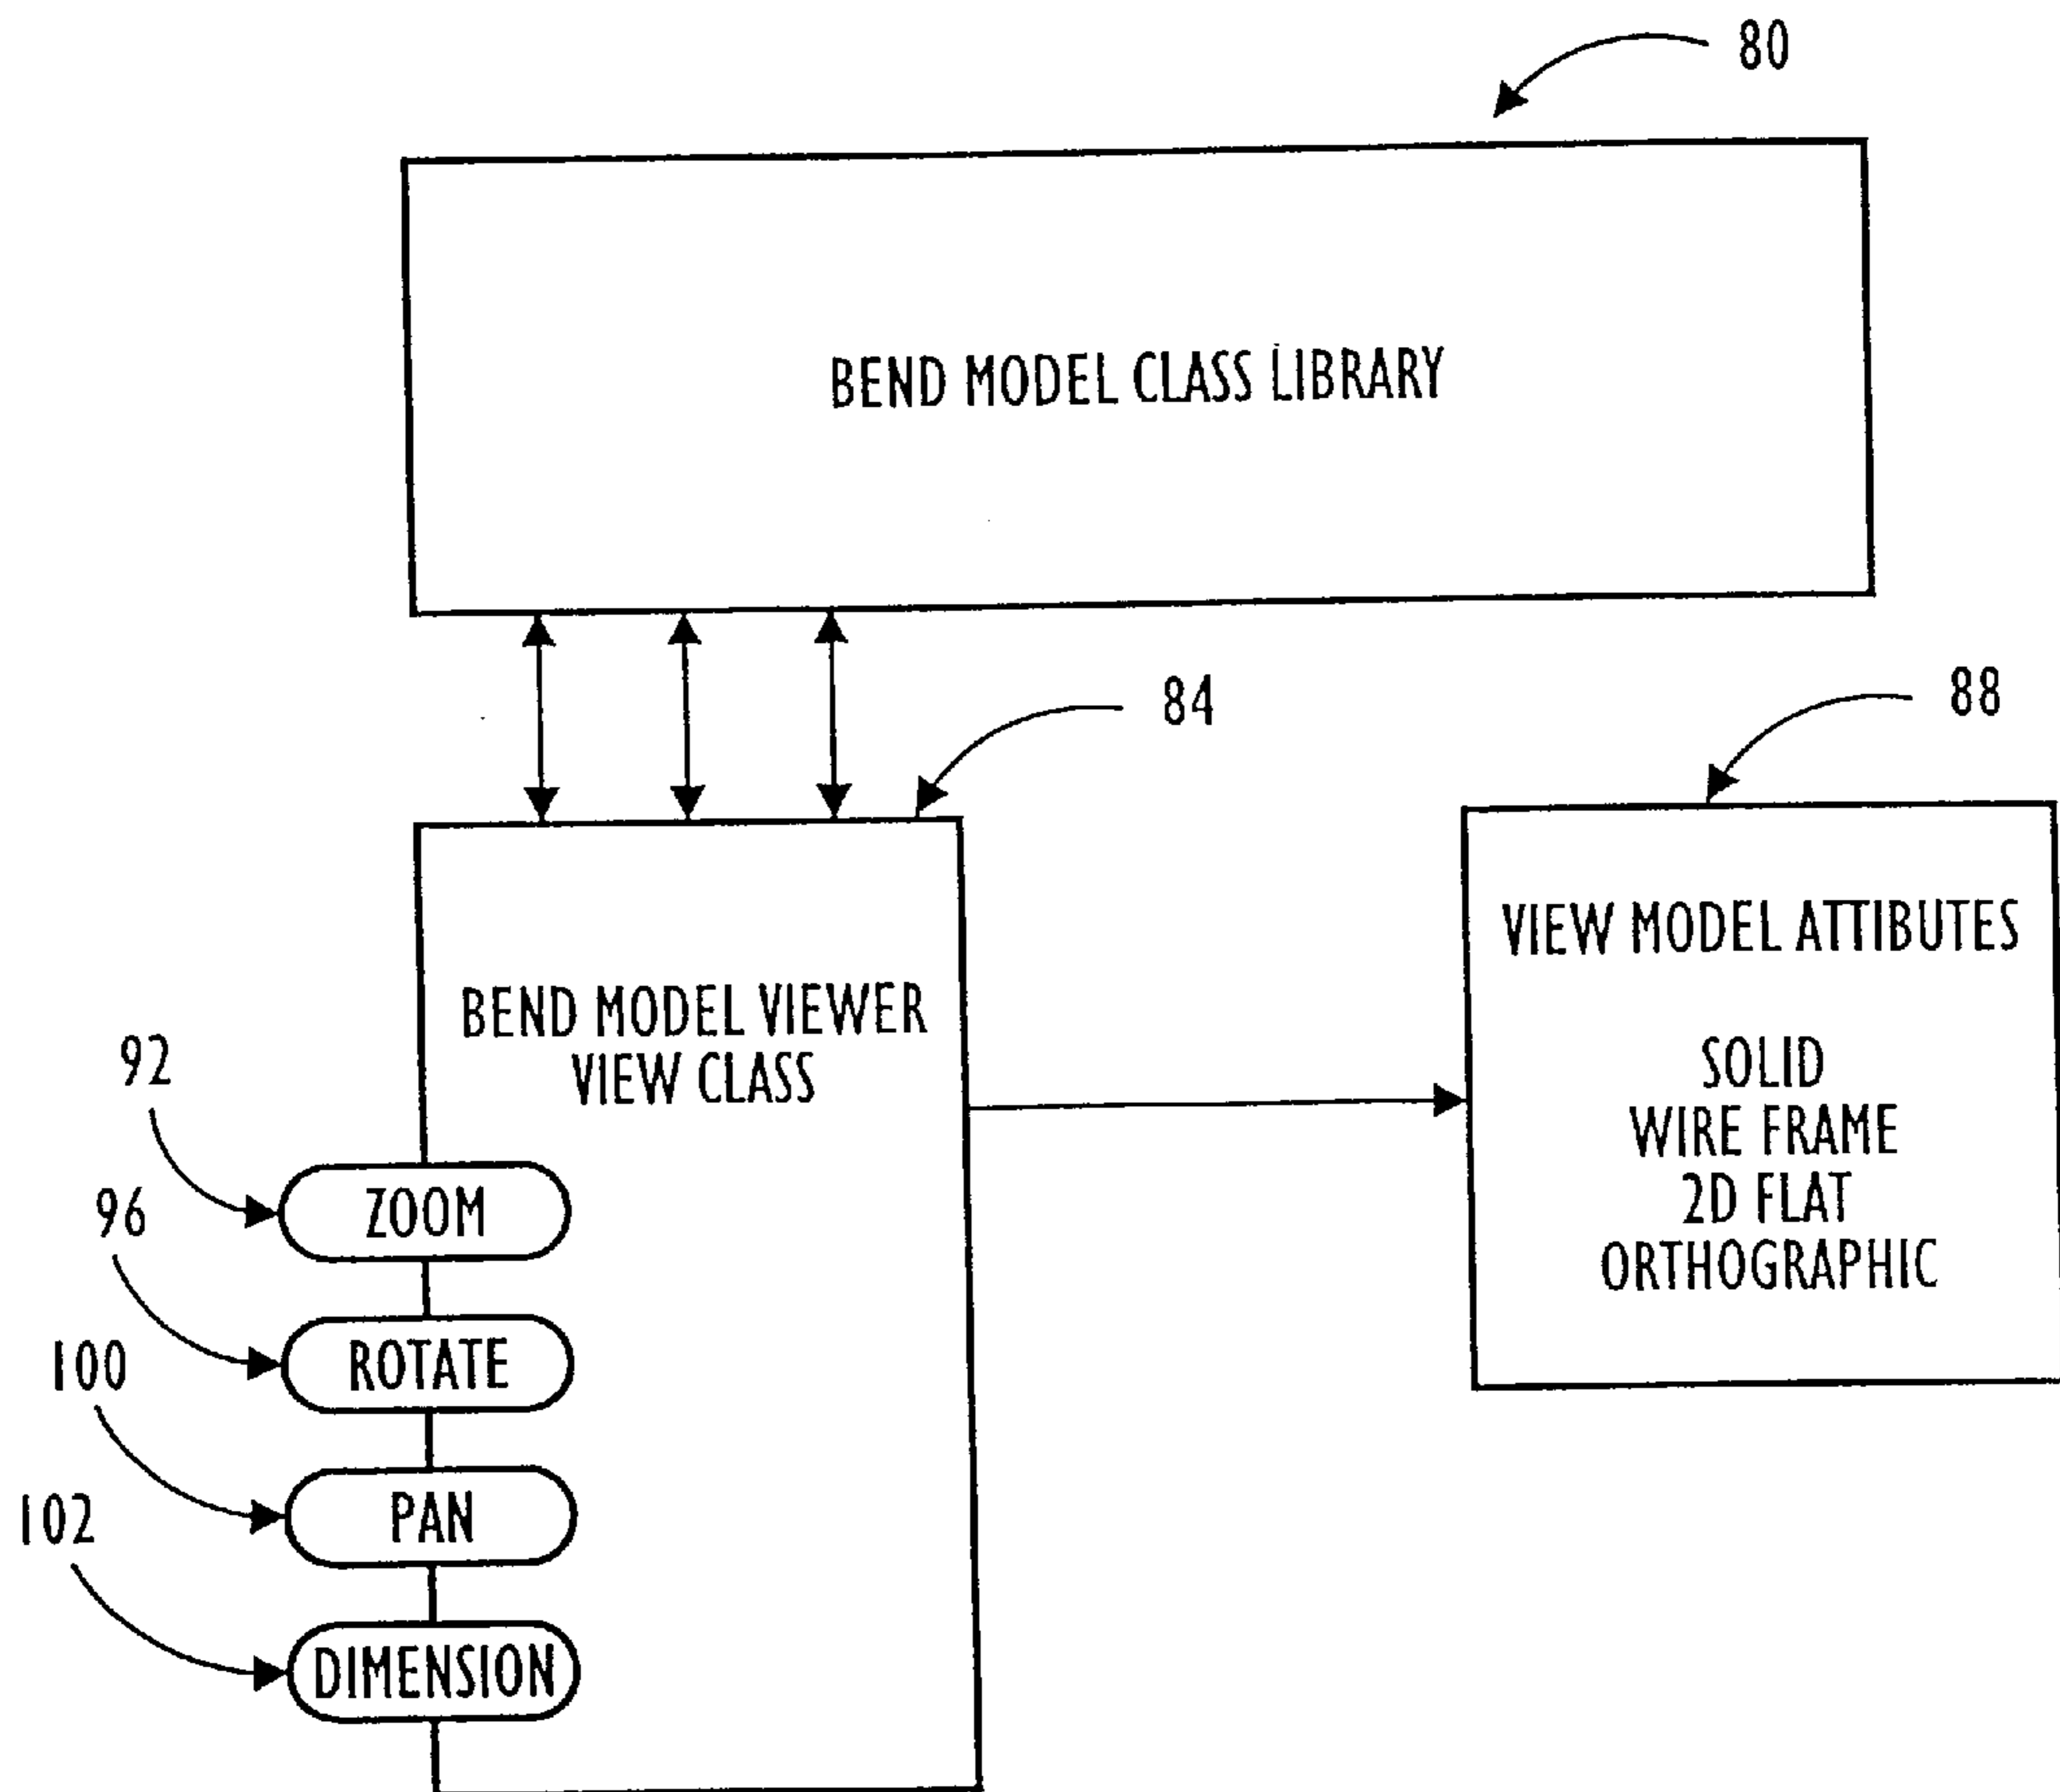 80
BEND MODEL CLASS LIBRARY
84
88
BEND MODEL VIEWER
VIEW CLASS
VIEW MODEL ATTIBUTES
SOLID
WIRE FRAME
2D FLAT
ORTHOGRAPHIC
92
ZOOM
96
ROTATE
100
PAN
102
DIMENSION